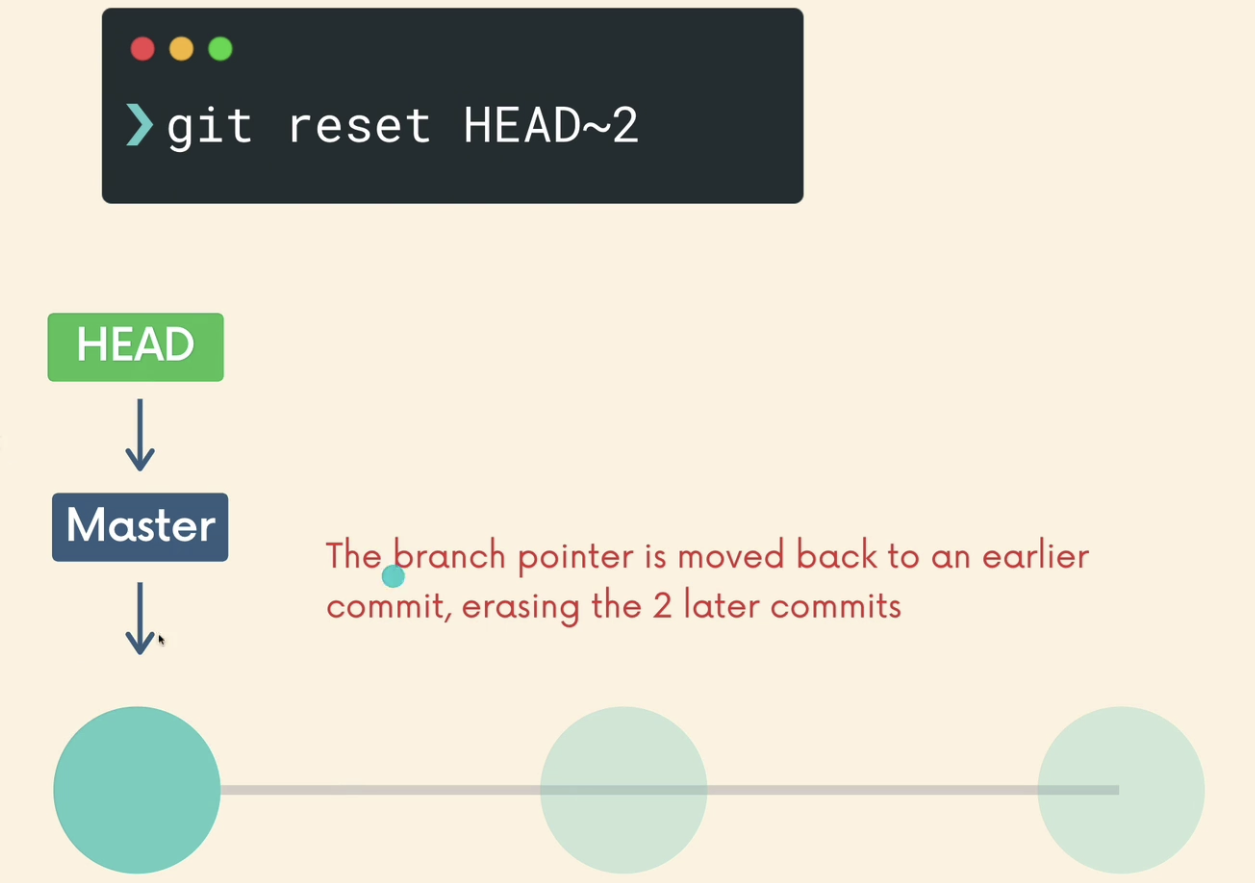 ❯ git reset HEAD~2
HEAD
Master
The branch pointer is moved back to an earlier
commit, erasing the 2 later commits